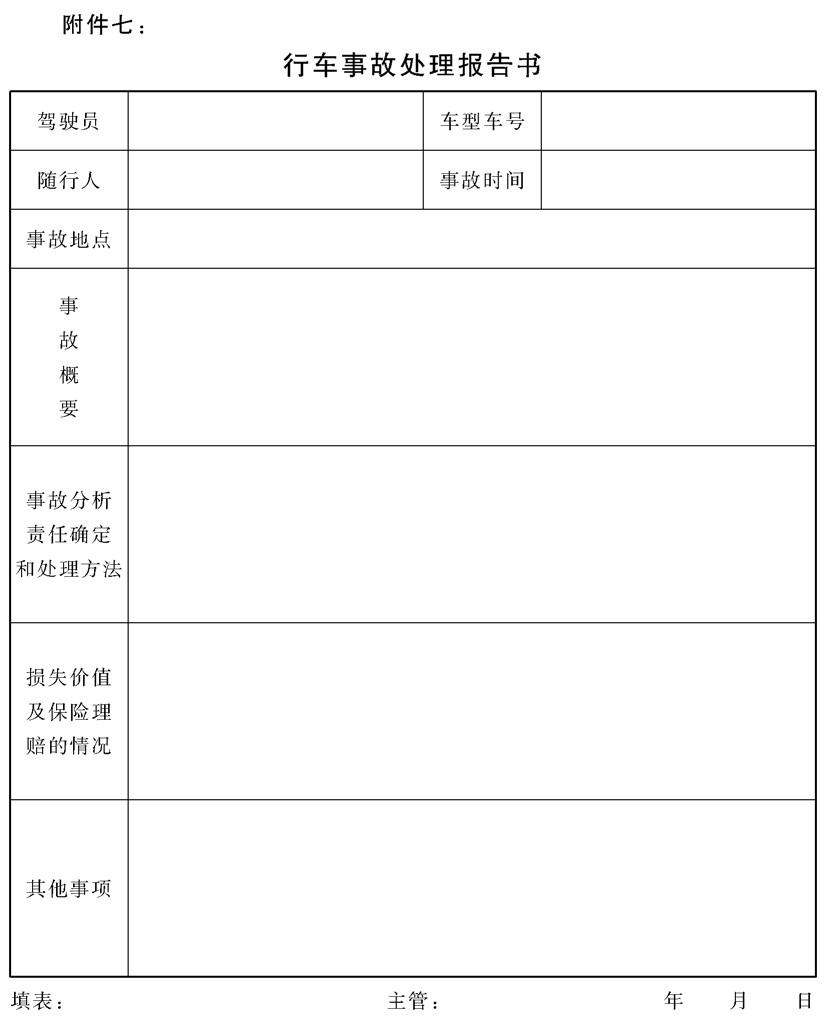 附件七：
行车事故处理报告书
驾驶员 车型车号
随行人 事故时间
事故地点
事
故
概
要
事故分析
责任确定
和处理方法
损失价值
及保险理
赔的情况
其他事项
填表： 主管： 年 月 日